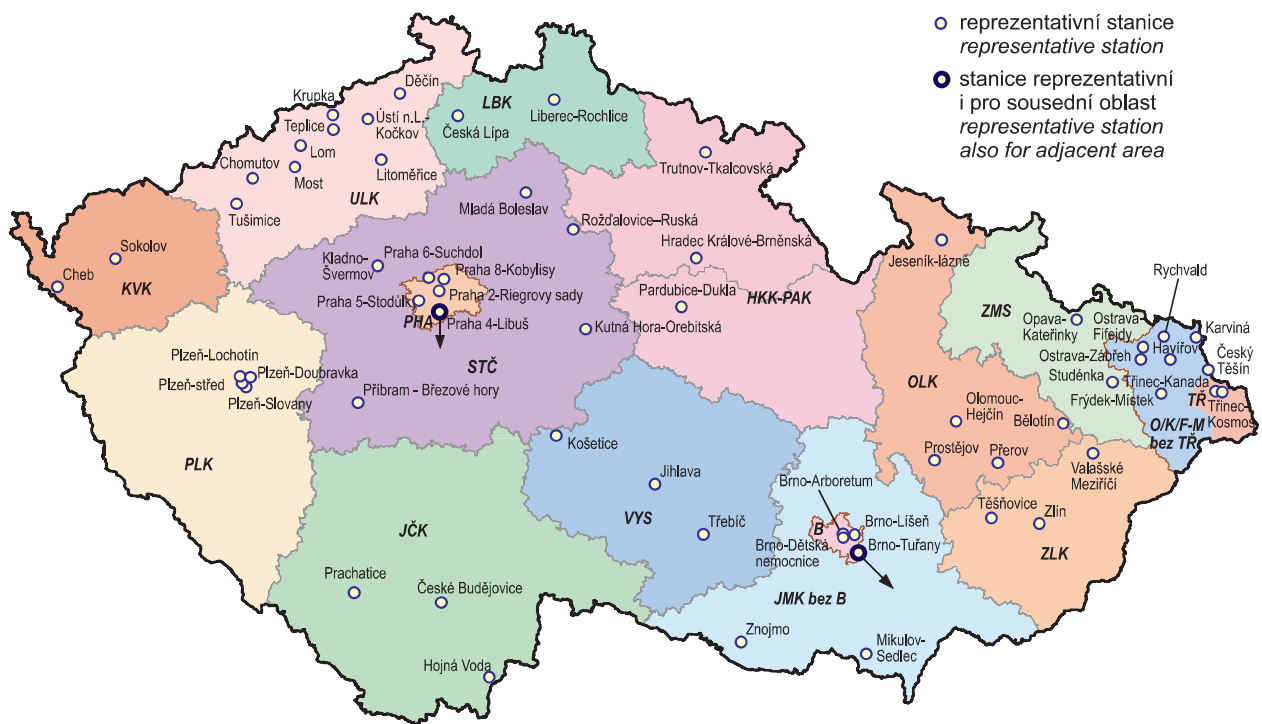 reprezentativní stanice
representative station
stanice reprezentativní
i pro sousední oblast
representative station
also for adjacent area
Děčín
Krupka
Teplice
Ústí n.L.-
Kočkov
Lom
Chomutov
Most
Litoměřice
Tušimice
ULK
LBK
Česká Lípa
Liberec-Rochlice
Trutnov-Tkalcovská
Mladá Boleslav
Rožďalovice–Ruská
Hradec Králové-Brněnská
Pardubice-Dukla
HKK-PAK
Sokolov
Cheb
KVK
Kladno-
Švermov
Praha 6-Suchdol
Praha 8-Kobylisy
Praha 2-Riegrovy sady
Praha 5-Stodůlky
PHA
Praha 4-Libuš
Kutná Hora-Orebitská
STČ
Příbram - Březové hory
Plzeň-Lochotín
Plzeň-Doubravka
Plzeň-střed
Plzeň-Slovany
PLK
Jeseník-lázně
ZMS
Rychvald
Opava-
Kateřinky
Ostrava-
Fifejdy
Karviná
Havířov
Český
Těšín
Ostrava-Zábřeh
Studénka
Třinec-Kanada
Frýdek-Místek
TŘ
Třinec-
Kosmos
O/K/F-M
bez TŘ
OLK
Olomouc-
Hejčín
Bělotín
Prostějov
Přerov
Valašské
Meziříčí
Těšňovice
Zlín
ZLK
Košetice
Jihlava
VYS
Třebíč
Brno-Arboretum
B
Brno-Líšeň
Brno-Dětská
nemocnice
Brno-Tuřany
JMK bez B
Znojmo
Mikulov-
Sedlec
JČK
Prachatice
České Budějovice
Hojná Voda